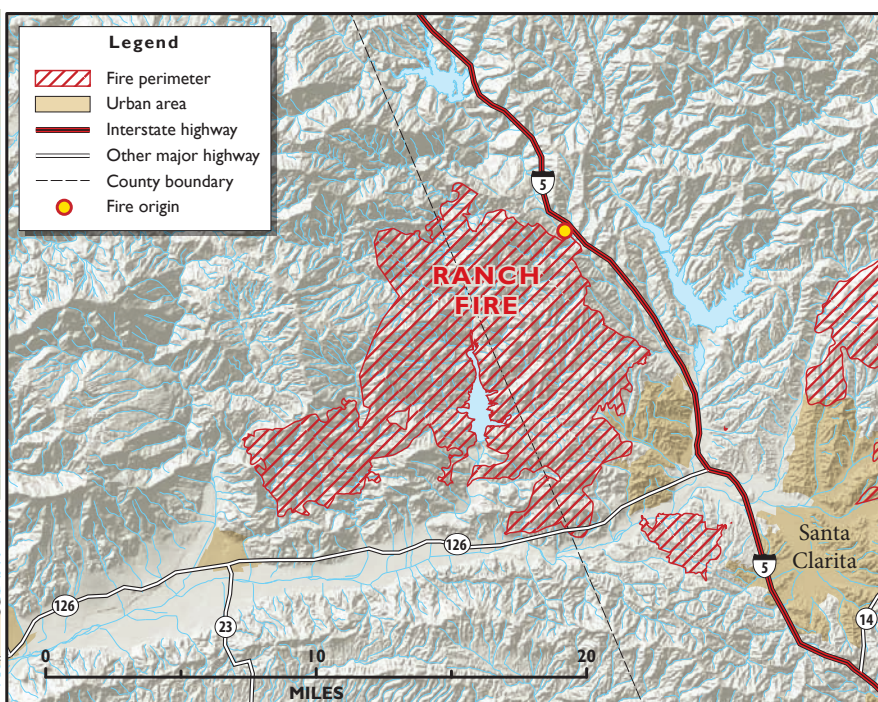 Legend
Fire perimeter
Urban area
Interstate highway
Other major highway
County boundary
Fire origin
5
RANCH
FIRE
126
Santa
Clarita
5
126
23
14
0 10 20
MILES